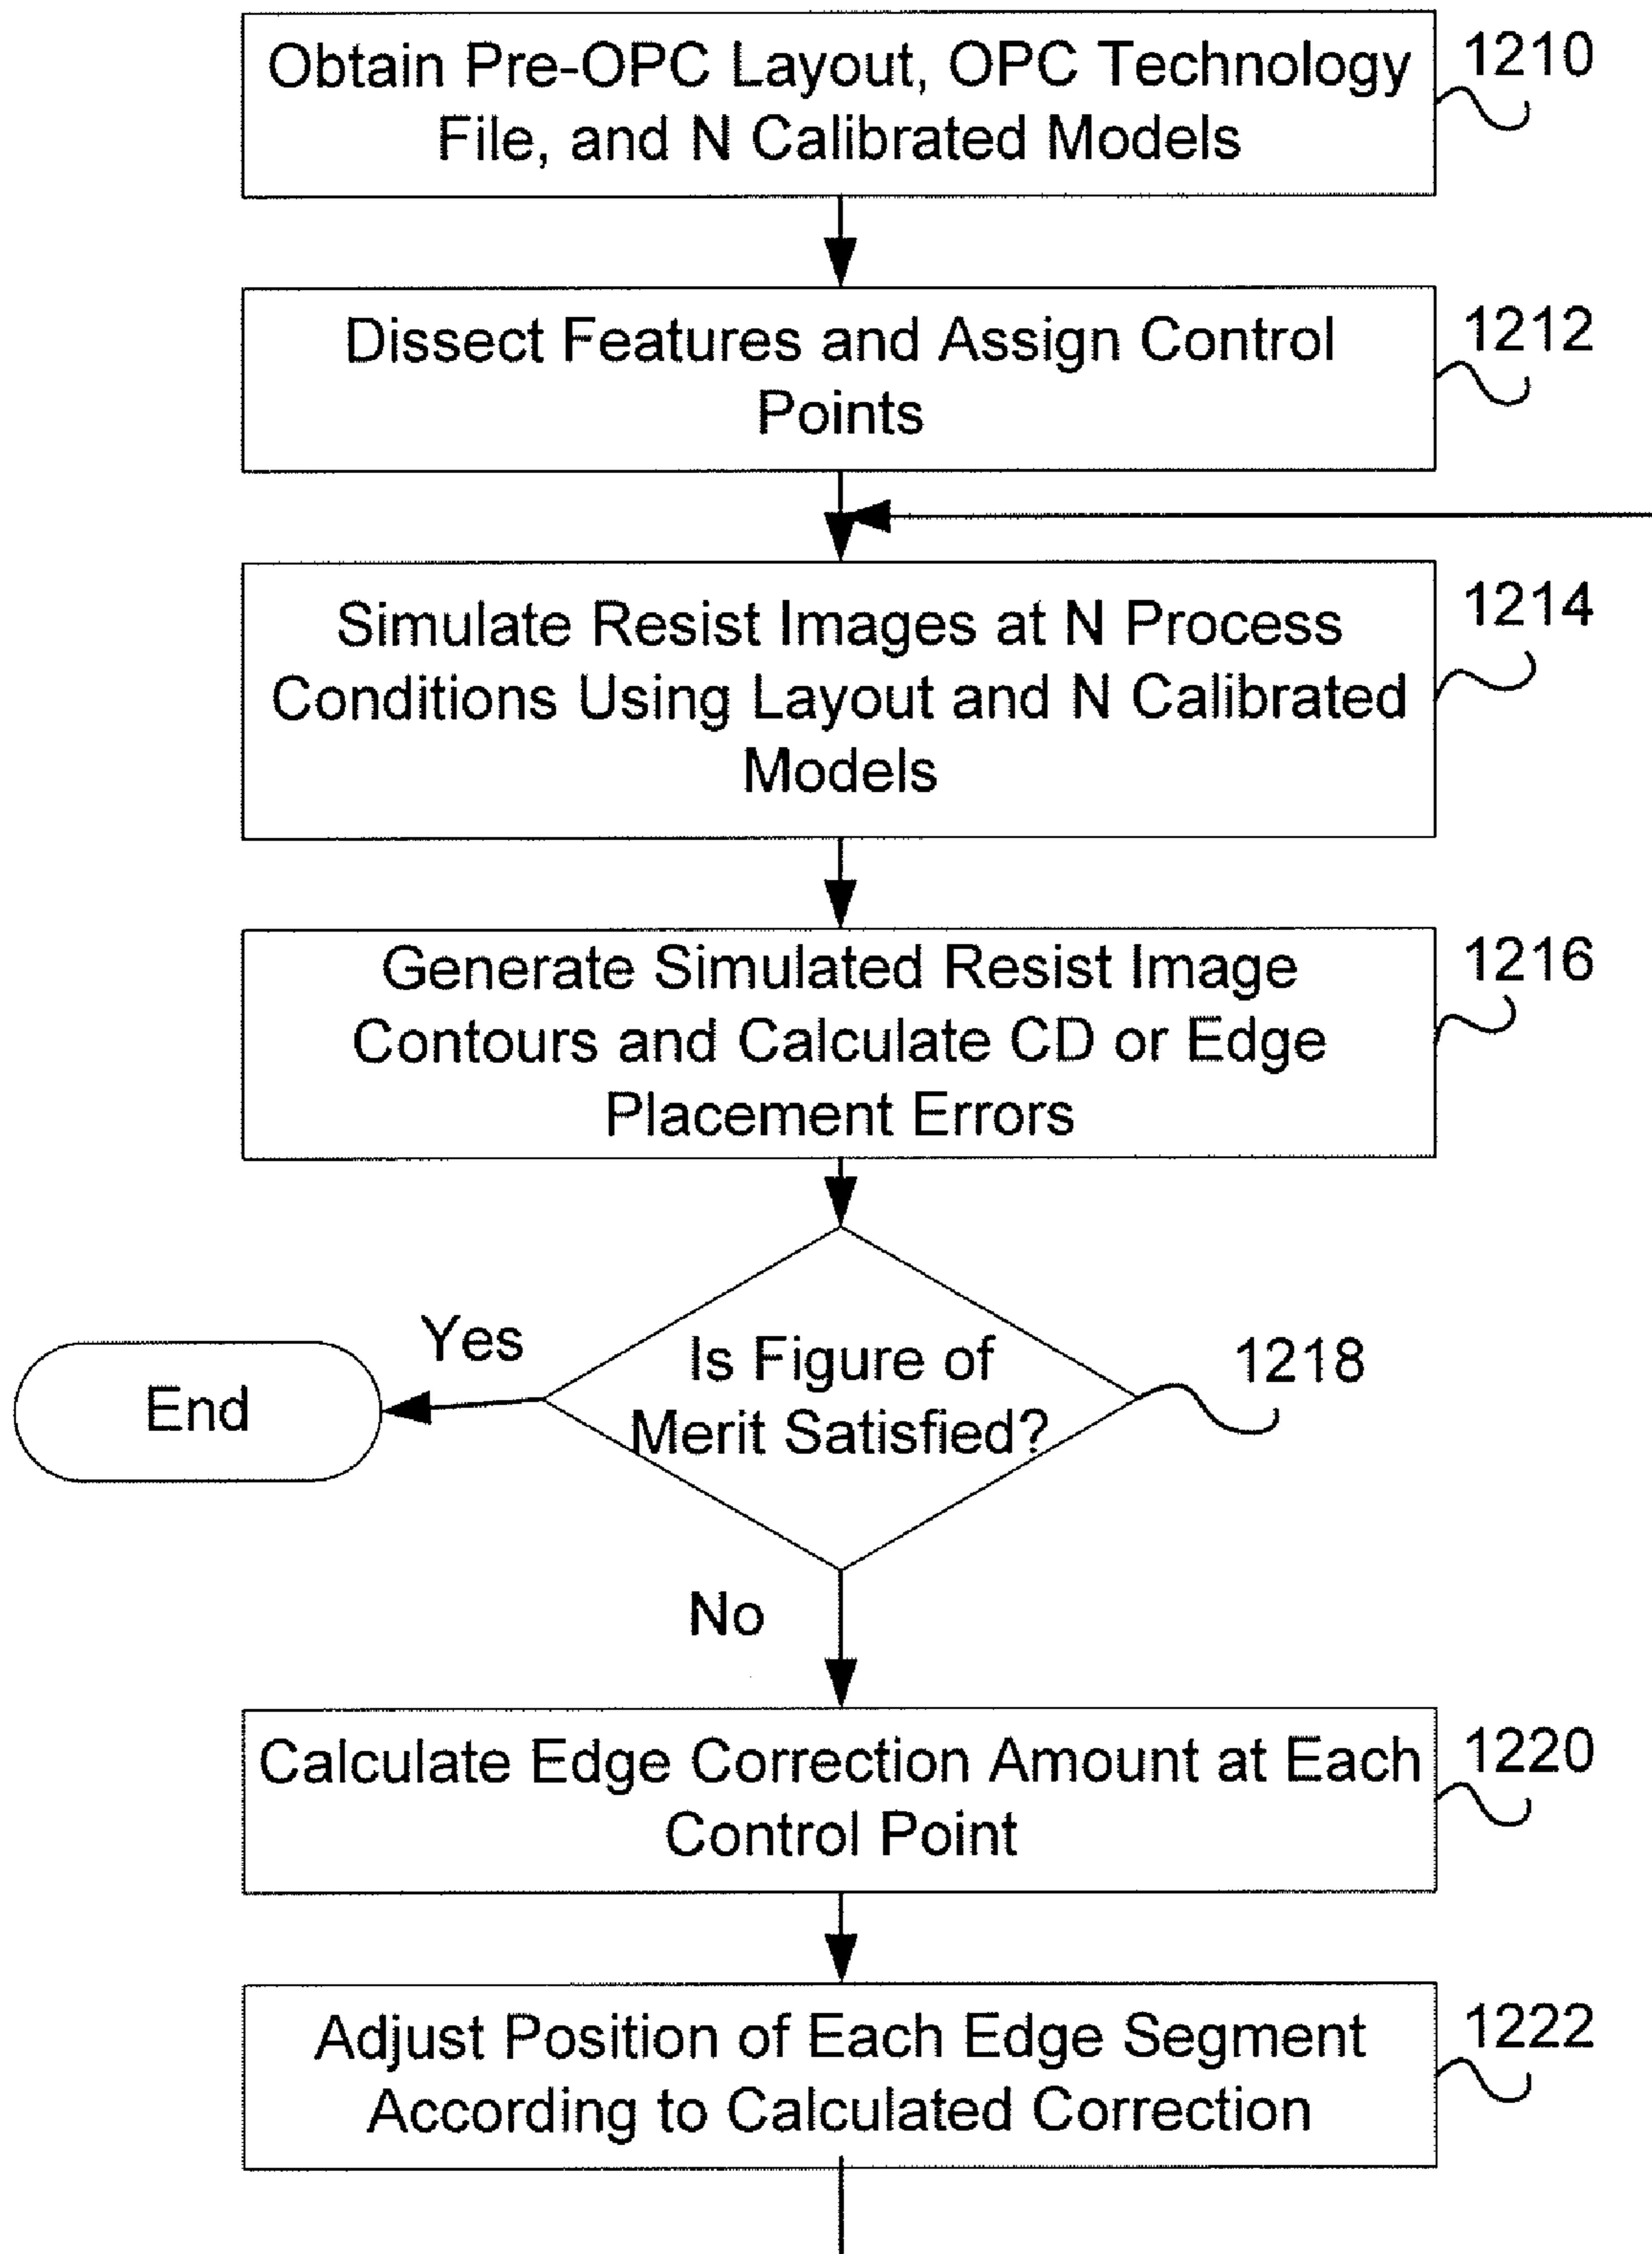 Obtain Pre-OPC Layout, OPC Technology
File, and N Calibrated Models
1210
Dissect Features and Assign Control
Points
1212
Simulate Resist Images at N Process
Conditions Using Layout and N Calibrated
Models
1214
Generate Simulated Resist Image
Contours and Calculate CD or Edge
Placement Errors
1216
Is Figure of
Merit Satisfied?
1218
Yes
End
No
Calculate Edge Correction Amount at Each
Control Point
1220
Adjust Position of Each Edge Segment
According to Calculated Correction
1222